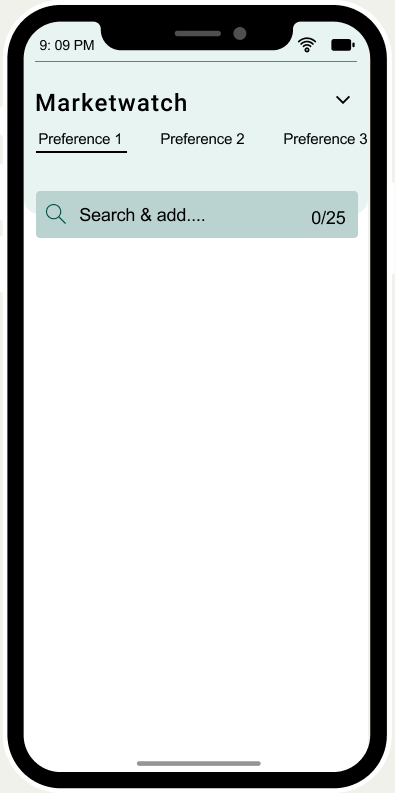 9: 09 PM
Marketwatch
Preference 1 Preference 2 Preference 3
Search & add.... 0/25